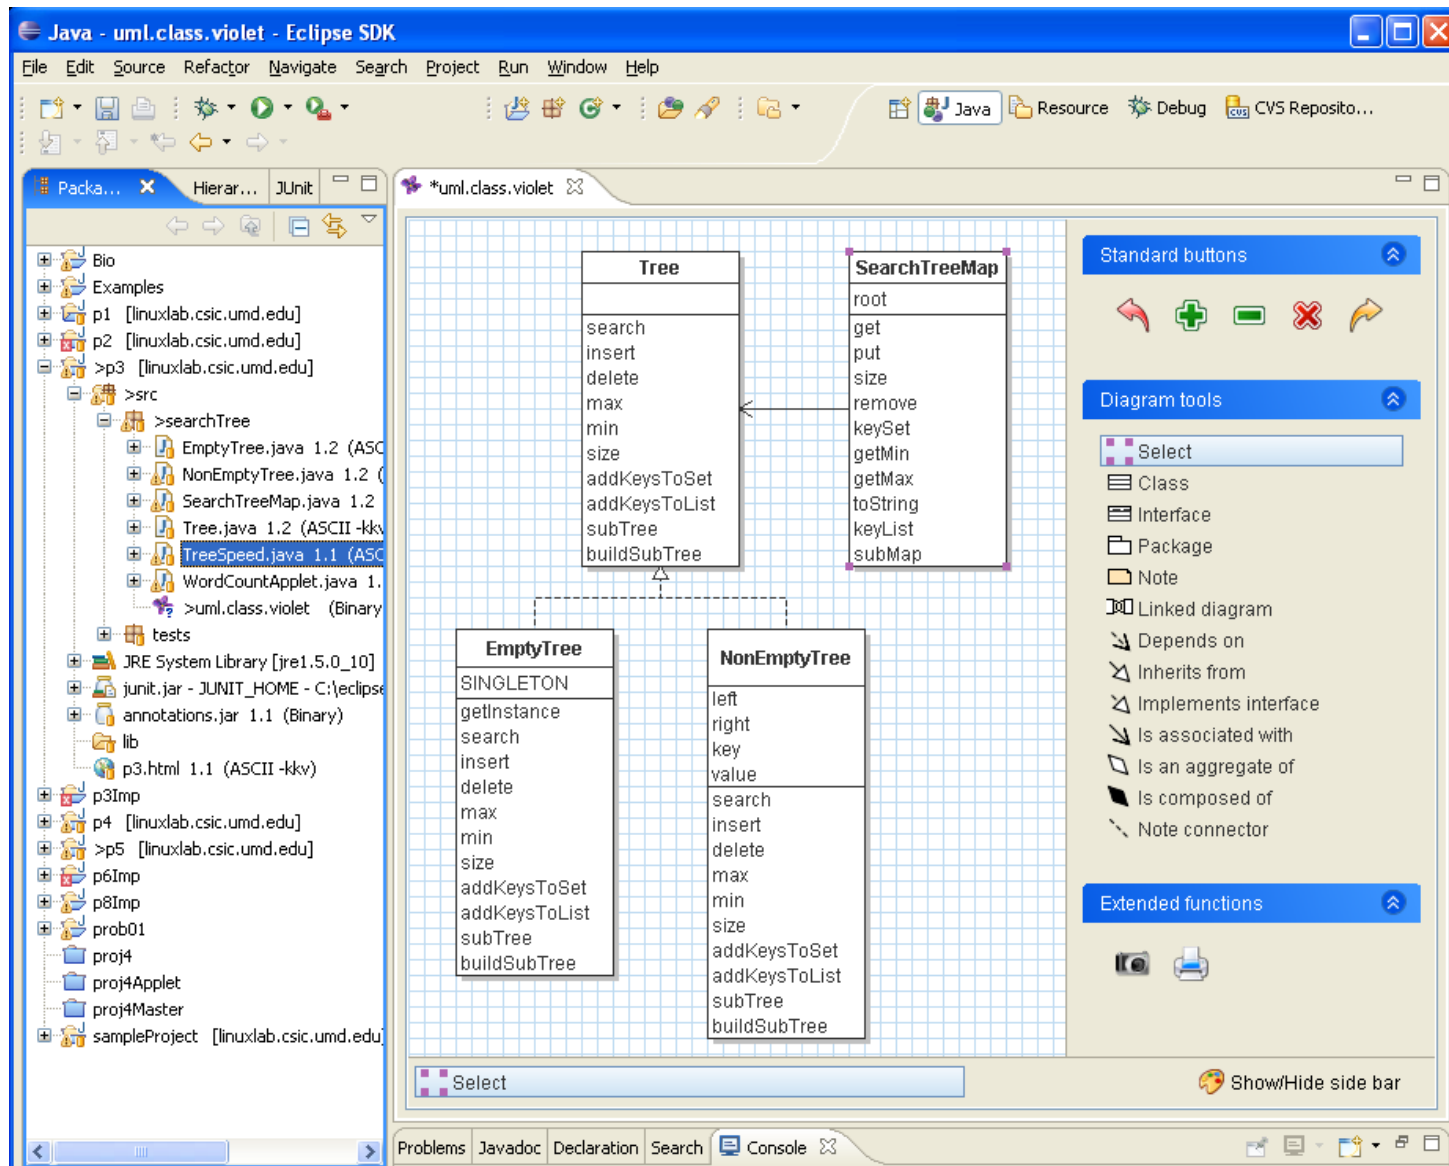 Java - uml.class.violet - Eclipse SDK
File Edit Source Refactor Navigate Search Project Run Window Help
Java Resource Debug CVS Reposito...
Packa... Hierar... JUnit
Bio
Examples
p1 [linuxlab.csic.umd.edu]
p2 [linuxlab.csic.umd.edu]
>p3 [linuxlab.csic.umd.edu]
>src
>searchTree
EmptyTree.java 1.2 (ASC
NonEmptyTree.java 1.2 (
SearchTreeMap.java 1.2
Tree.java 1.2 (ASCII -kkv
TreeSpeed.java 1.1 (ASC
WordCountApplet.java 1.
>uml.class.violet (Binary
tests
JRE System Library [jre1.5.0_10]
junit.jar - JUNIT_HOME - C:\eclipse
annotations.jar 1.1 (Binary)
lib
p3.html 1.1 (ASCII -kkv)
p3Imp
p4 [linuxlab.csic.umd.edu]
>p5 [linuxlab.csic.umd.edu]
p6Imp
p8Imp
prob01
proj4
proj4Applet
proj4Master
sampleProject [linuxlab.csic.umd.edu]
*uml.class.violet
Tree
search
insert
delete
max
min
size
addKeysToSet
addKeysToList
subTree
buildSubTree
SearchTreeMap
root
get
put
size
remove
keySet
getMin
getMax
toString
keyList
subMap
EmptyTree
SINGLETON
getInstance
search
insert
delete
max
min
size
addKeysToSet
addKeysToList
subTree
buildSubTree
NonEmptyTree
left
right
key
value
search
insert
delete
max
min
size
addKeysToSet
addKeysToList
subTree
buildSubTree
Standard buttons
Diagram tools
Select
Class
Interface
Package
Note
Linked diagram
Depends on
Inherits from
Implements interface
Is associated with
Is an aggregate of
Is composed of
Note connector
Extended functions
Select
Show/Hide side bar
Problems Javadoc Declaration Search Console